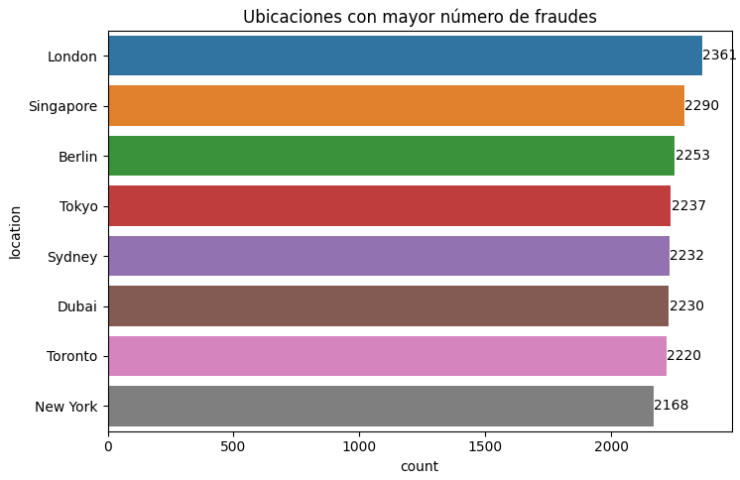 Ubicaciones con mayor número de fraudes
location
London 2361
Singapore 2290
Berlin 2253
Tokyo 2237
Sydney 2232
Dubai 2230
Toronto 2220
New York 2168
0 500 1000 1500 2000
count